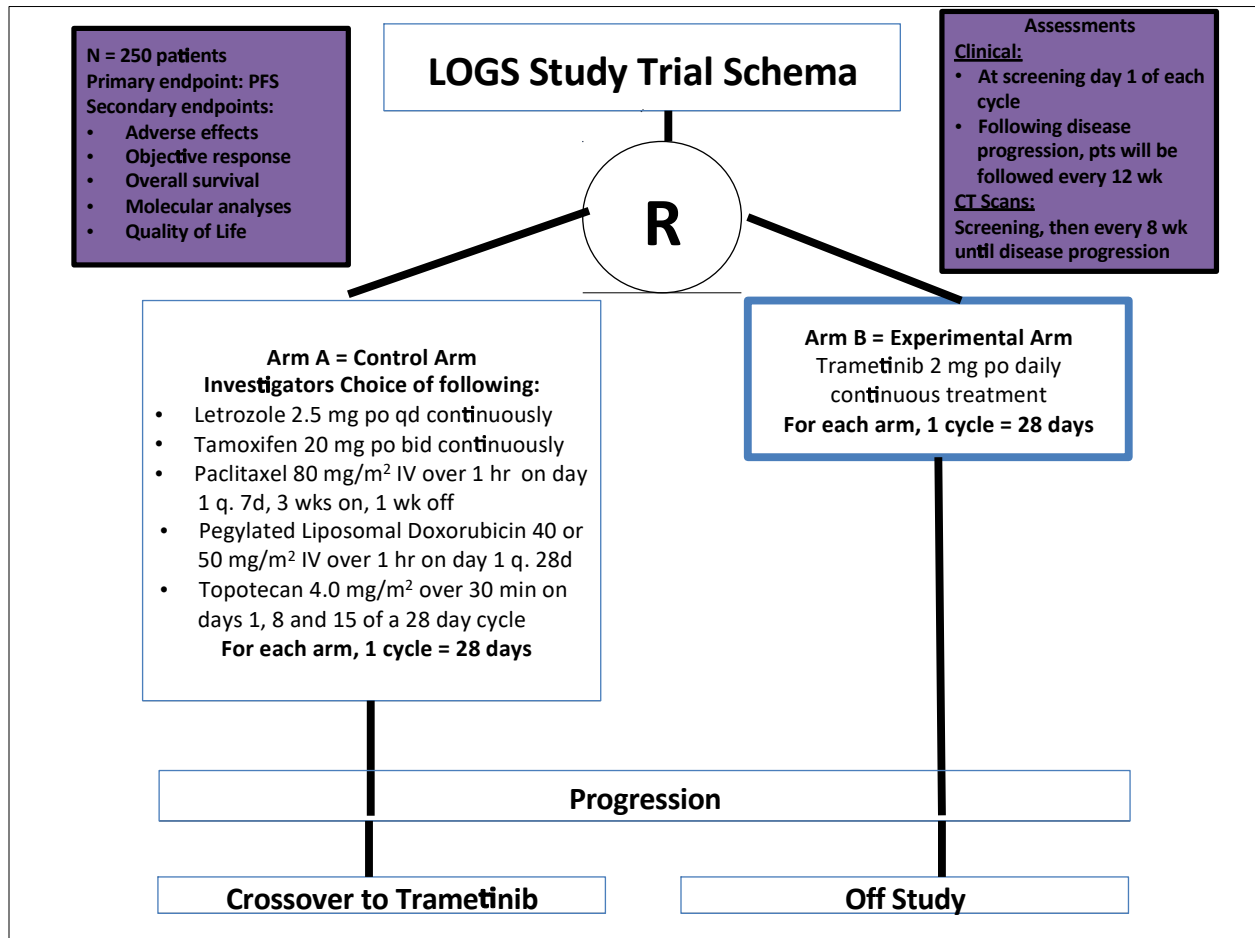 LOGS Study Trial Schema
N = 250 patients
Primary endpoint: PFS
Secondary endpoints:
• Adverse effects
• Objective response
• Overall survival
• Molecular analyses
• Quality of Life
Assessments
Clinical:
• At screening day 1 of each
cycle
• Following disease
progression, pts will be
followed every 12 wk
CT Scans:
Screening, then every 8 wk
until disease progression
R
Arm A = Control Arm
Investigators Choice of following:
• Letrozole 2.5 mg po qd continuously
• Tamoxifen 20 mg po bid continuously
• Paclitaxel 80 mg/m² IV over 1 hr on day
1 q. 7d, 3 wks on, 1 wk off
• Pegylated Liposomal Doxorubicin 40 or
50 mg/m² IV over 1 hr on day 1 q. 28d
• Topotecan 4.0 mg/m² over 30 min on
days 1, 8 and 15 of a 28 day cycle
For each arm, 1 cycle = 28 days
Arm B = Experimental Arm
Trametinib 2 mg po daily
continuous treatment
For each arm, 1 cycle = 28 days
Progression
Crossover to Trametinib
Off Study